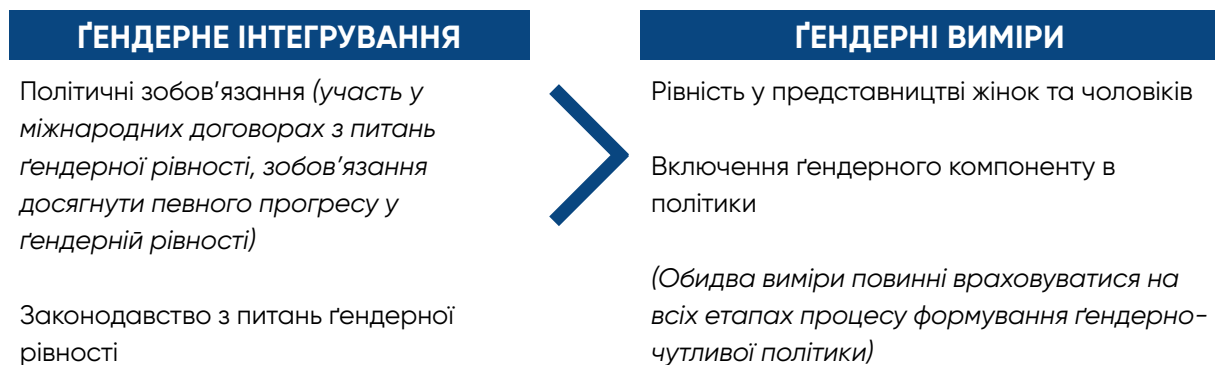 ҐЕНДЕРНЕ ІНТЕГРУВАННЯ
Політичні зобов’язання (участь у
міжнародних договорах з питань
ґендерної рівності, зобов’язання
досягнути певного прогресу у
ґендерній рівності)
Законодавство з питань ґендерної
рівності
ҐЕНДЕРНІ ВИМІРИ
Рівність у представництві жінок та чоловіків
Включення ґендерного компоненту в
політики
(Обидва виміри повинні враховуватися на
всіх етапах процесу формування ґендерно-
чутливої політики)